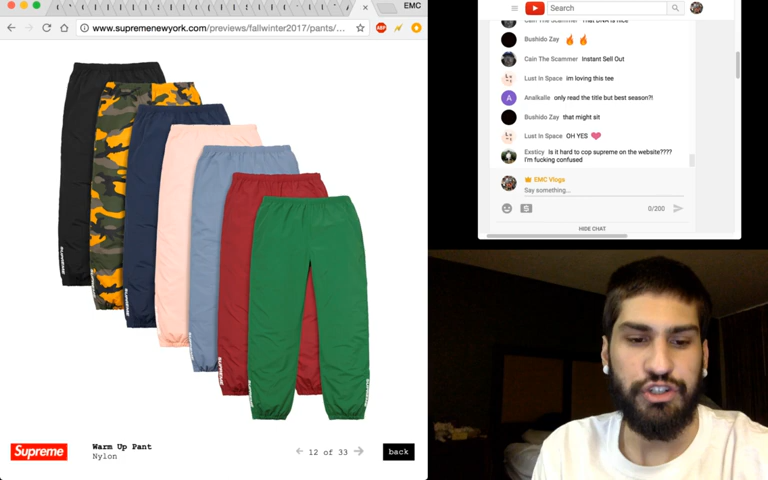 EMC
www.supremenewyork.com/previews/fallwinter2017/pants/...
ABP
Supreme
Warm Up Pant
Nylon
12 of 33
back
Search
Cain The Scammer That DNA is nice
Bushido Zay
Cain The Scammer Instant Sell Out
Lust In Space im loving this tee
A
Analkalie only read the title but best season?!
Bushido Zay that might sit
Lust In Space OH YES
Exsticy Is it hard to cop supreme on the website????
I'm fucking confused
EMC Vlogs
Say something...
0/200
HIDE CHAT